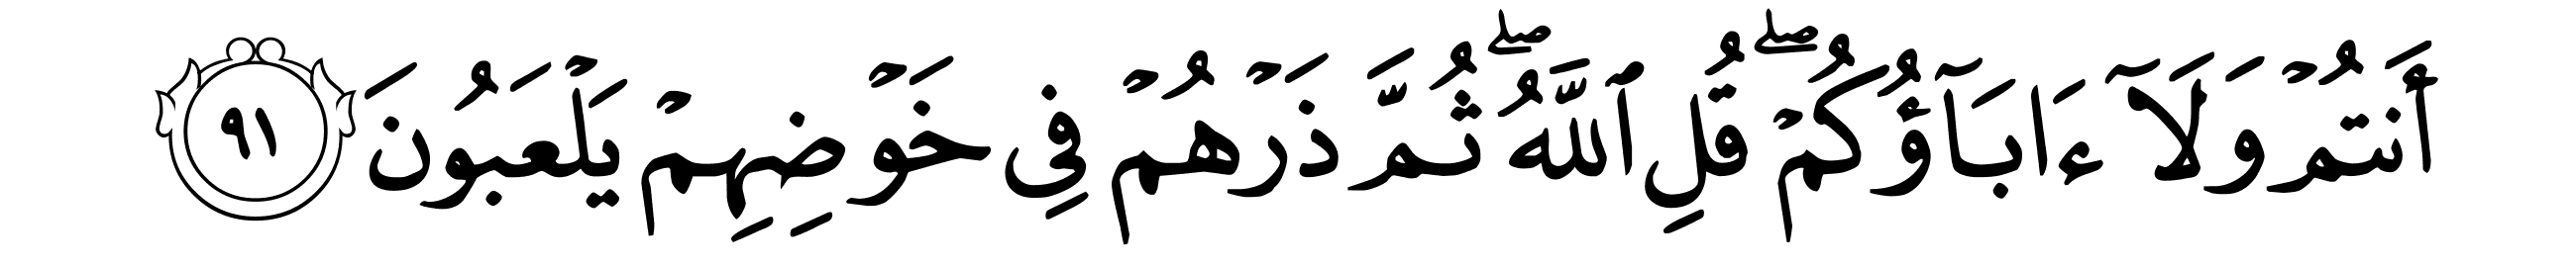 أَنتُمۡ وَلَآ ءَابَآؤُكُمۡۖ قُلِ ٱللَّهُۖ ثُمَّ ذَرۡهُمۡ فِي خَوۡضِهِمۡ يَلۡعَبُونَ ٩١